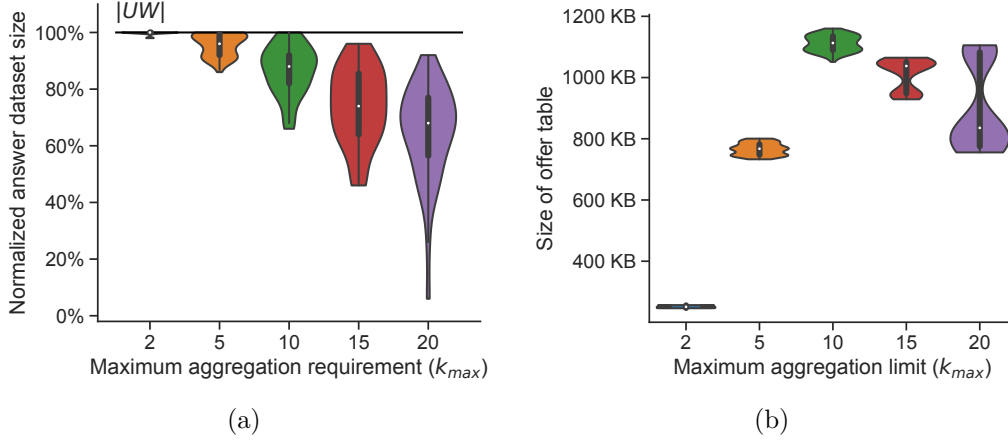 |UW|
100%
80%
60%
40%
20%
0%
Normalized answer dataset size
2 5 10 15 20
Maximum aggregation requirement (k_max)
(a)
1200 KB
1000 KB
800 KB
600 KB
400 KB
Size of offer table
2 5 10 15 20
Maximum aggregation limit (k_max)
(b)